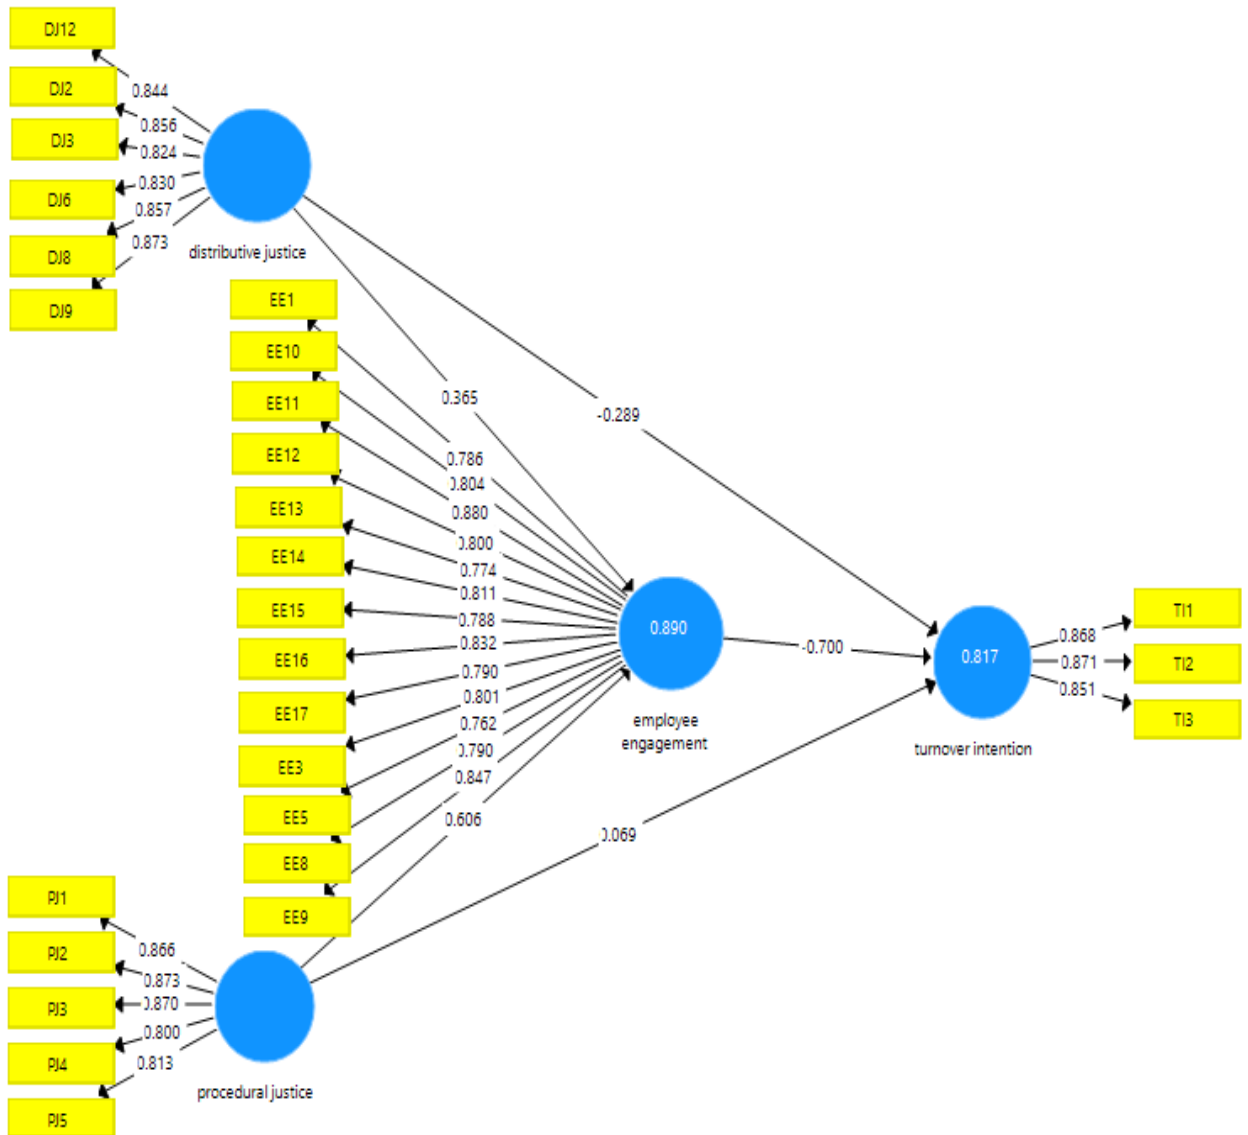 DJ12
DJ2
DJ3
DJ6
DJ8
DJ9
0.844
0.856
0.824
0.830
0.857
0.873
distributive justice
EE1
EE10
EE11
EE12
EE13
EE14
EE15
EE16
EE17
EE3
EE5
EE8
EE9
0.365
-0.289
0.786
0.804
0.880
0.800
0.774
0.811
0.788
0.832
0.790
0.801
0.762
0.790
0.847
0.606
0.069
0.890
employee
engagement
-0.700
0.817
turnover intention
0.868
0.871
0.851
TI1
TI2
TI3
PJ1
PJ2
PJ3
PJ4
PJ5
0.866
0.873
0.870
0.800
0.813
procedural justice